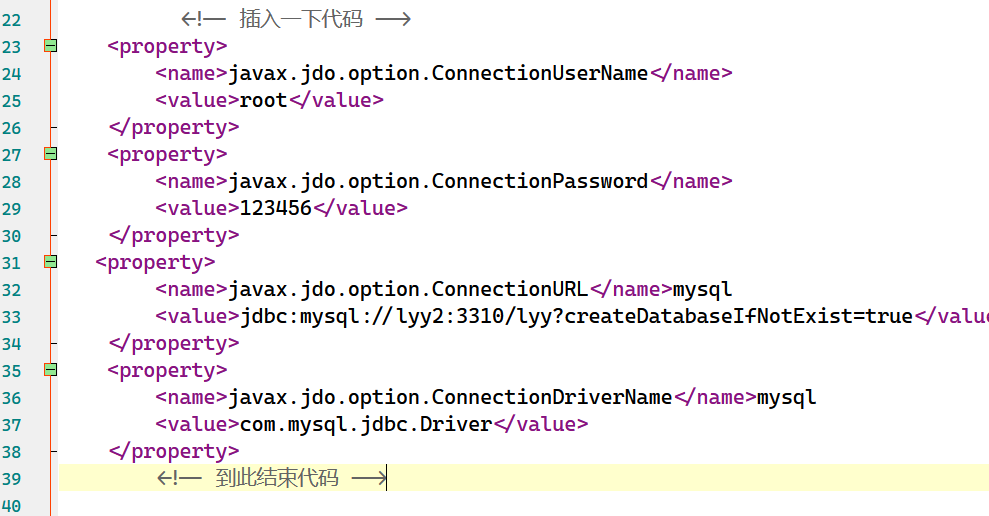 22 <!-- 插入一下代码 -->
23 <property>
24 <name>javax.jdo.option.ConnectionUserName</name>
25 <value>root</value>
26 </property>
27 <property>
28 <name>javax.jdo.option.ConnectionPassword</name>
29 <value>123456</value>
30 </property>
31 <property>
32 <name>javax.jdo.option.ConnectionURL</name>mysql
33 <value>jdbc:mysql://lyy2:3310/lyy?createDatabaseIfNotExist=true</value
34 </property>
35 <property>
36 <name>javax.jdo.option.ConnectionDriverName</name>mysql
37 <value>com.mysql.jdbc.Driver</value>
38 </property>
39 <!-- 到此结束代码 -->
40